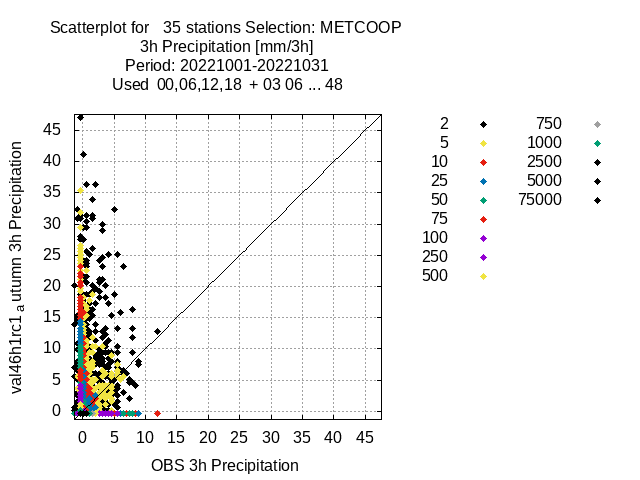 Scatterplot for 35 stations Selection: METCOOP
3h Precipitation [mm/3h]
Period: 20221001-20221031
Used 00,06,12,18 + 03 06 ... 48
val46h1rc1 a utumn 3h Precipitation
45
40
35
30
25
20
15
10
5
0
0 5 10 15 20 25 30 35 40 45
OBS 3h Precipitation
2 750
5 1000
10 2500
25 5000
50 75000
75
100
250
500